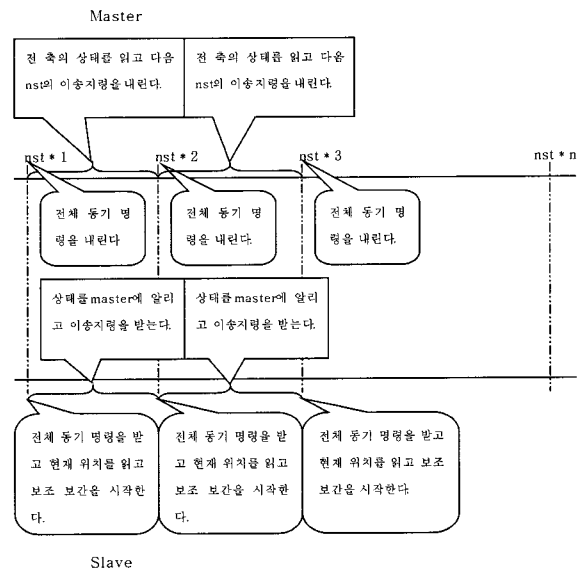 Master
전 축의 상태를 읽고 다음
nst의 이송지령을 내린다.
전 축의 상태를 읽고 다음
nst의 이송지령을 내린다.
nst * 1
nst * 2
nst * 3
nst * n
전체 동기 명
령을 내린다
전체 동기 명
령을 내린다.
전체 동기 명
령을 내린다.
상태를 master에 알리
고 이송지령을 받는다.
상태를 master에 알리
고 이송지령을 받는다.
전체 동기 명령을 받
고 현재 위치를 읽고
보조 보간을 시작한
다.
전체 동기 명령을 받
고 현재 위치를 읽고
보조 보간을 시작한
다.
전체 동기 명령을 받고
현재 위치를 읽고 보조
보간을 시작한다.
Slave